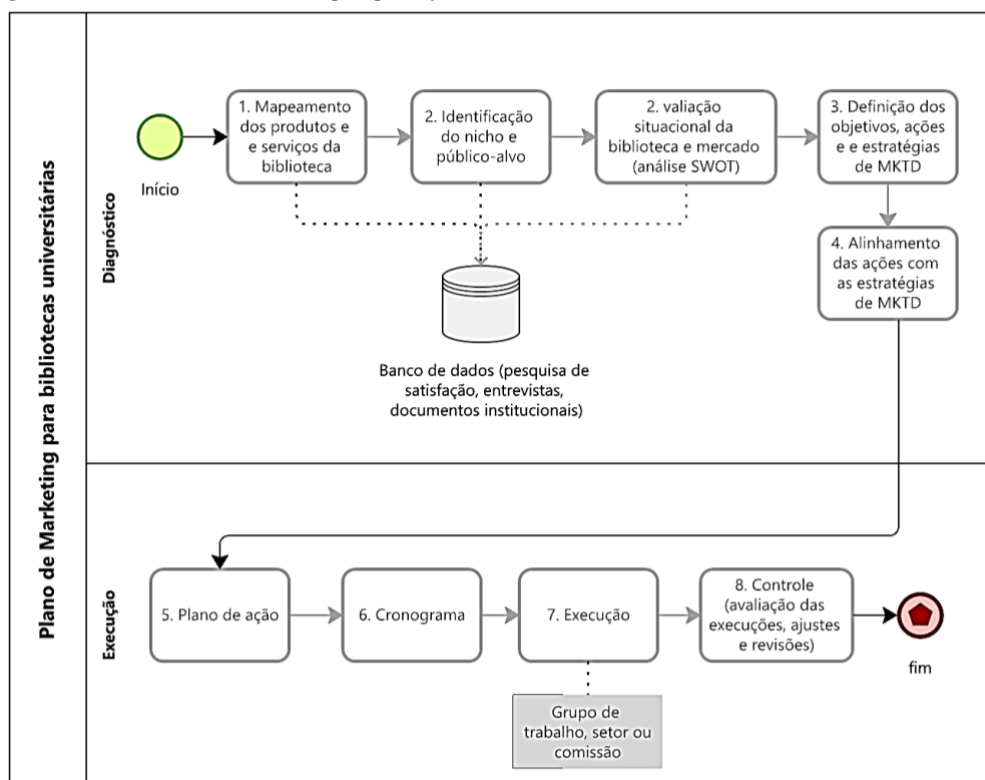 Plano de Marketing para bibliotecas universitárias
Diagnóstico
Início
1. Mapeamento
dos produtos e
e serviços da
biblioteca
2. Identificação
do nicho e
público-alvo
2. valiação
situacional da
biblioteca e mercado
(análise SWOT)
3. Definição dos
objetivos, ações
e e estratégias
de MKTD
4. Alinhamento
das ações com
as estratégias
de MKTD
Banco de dados (pesquisa de
satisfação, entrevistas,
documentos institucionais)
Execução
5. Plano de ação
6. Cronograma
7. Execução
8. Controle
(avaliação das
execuções, ajustes
e revisões)
fim
Grupo de
trabalho, setor ou
comissão